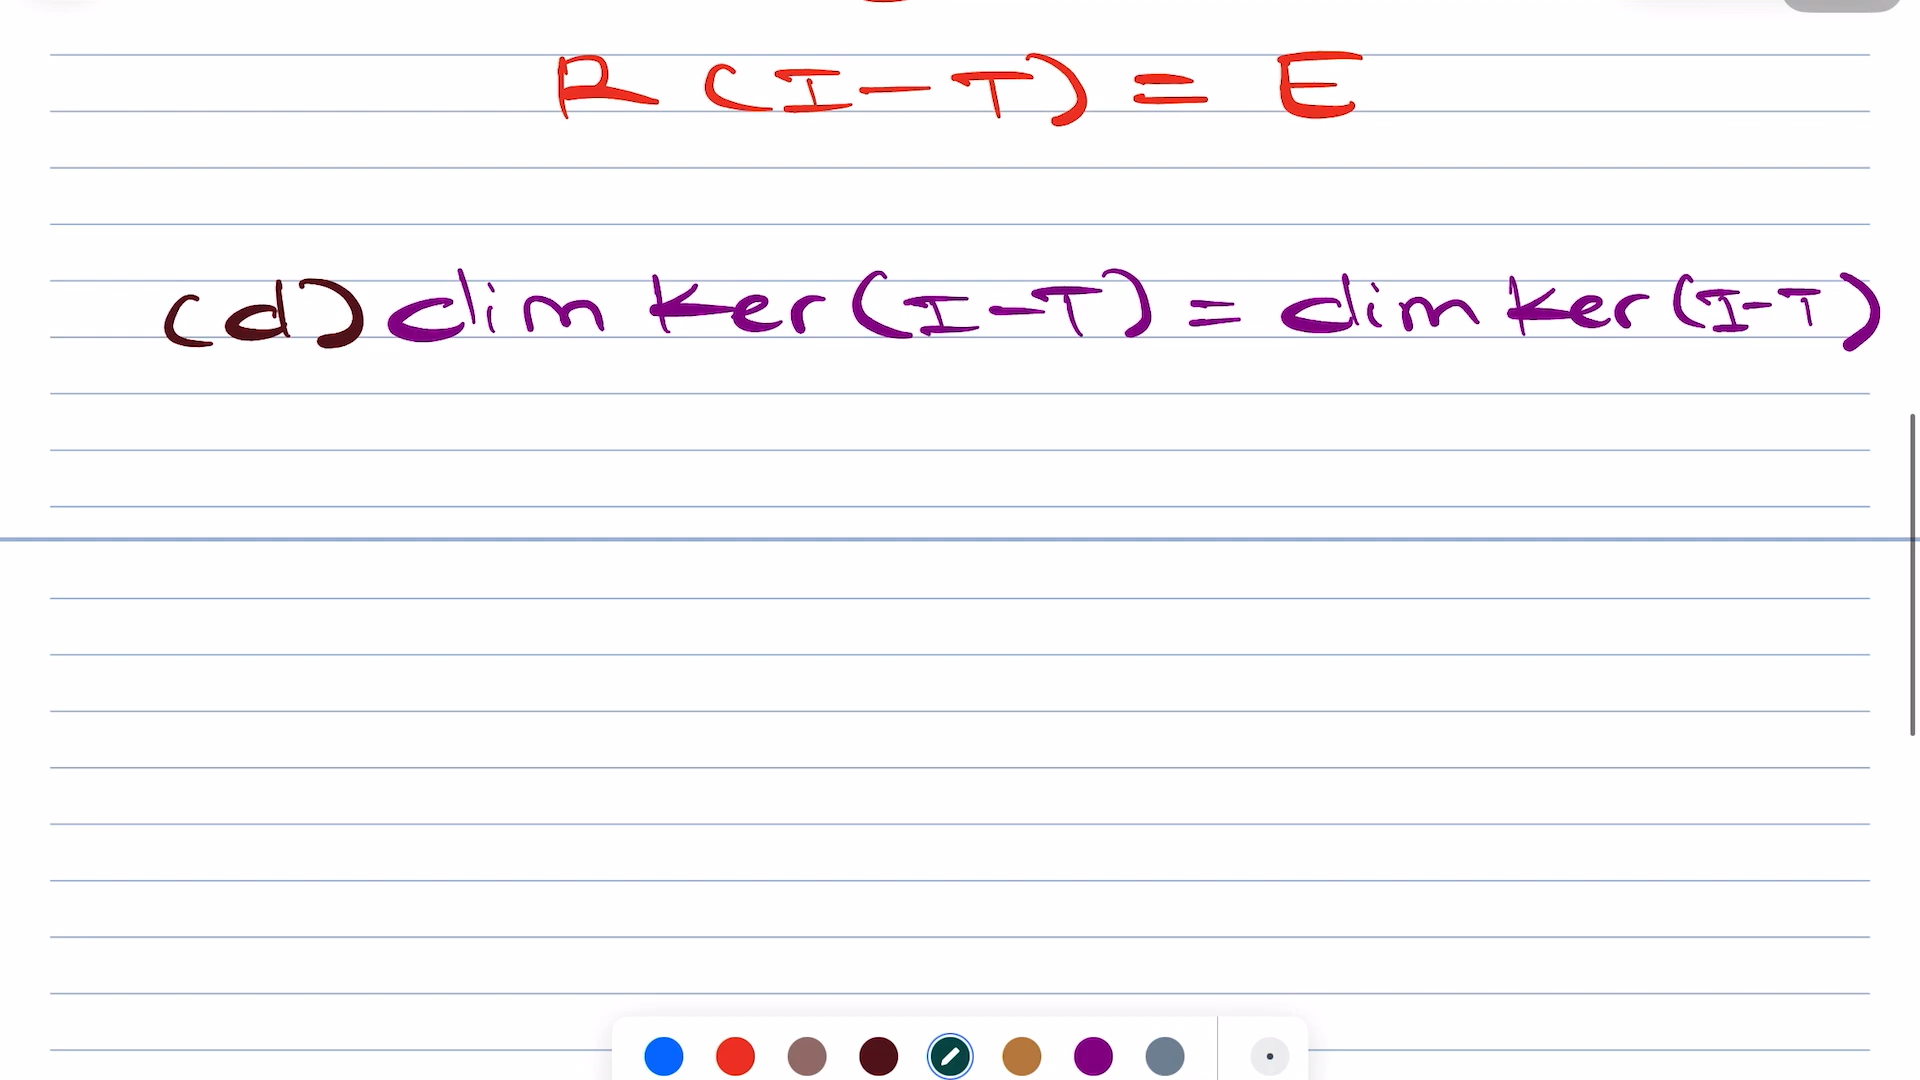 R (I-T) = E
(d) dim ker (I-T) = dim ker (I-T)